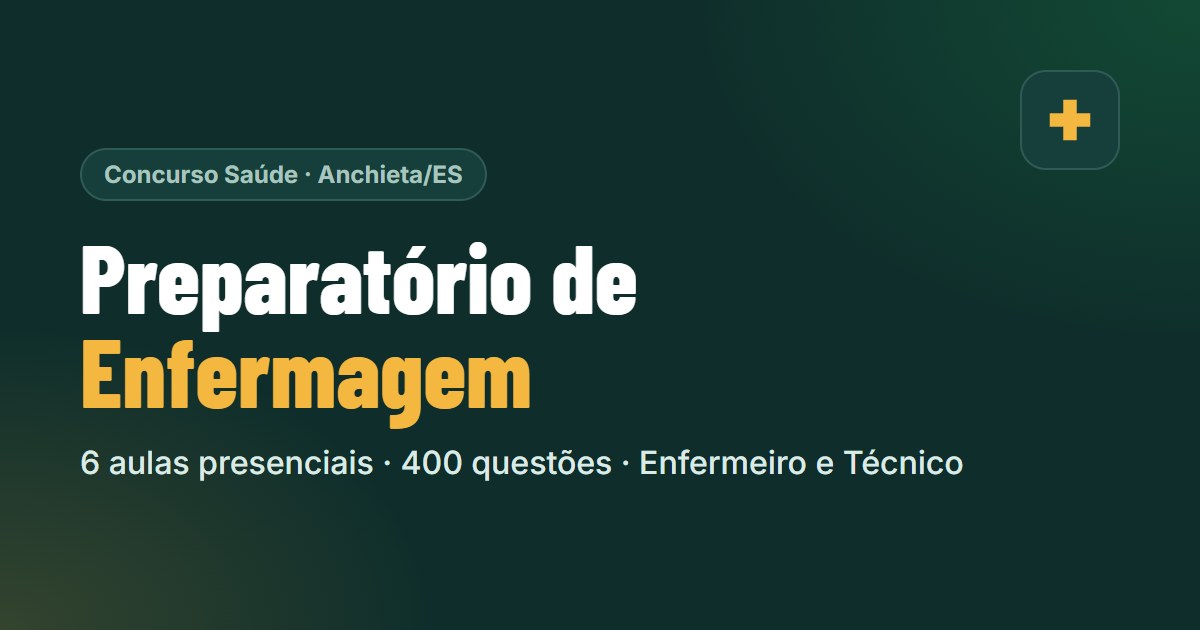 Concurso Saúde · Anchieta/ES
Preparatório de
Enfermagem
6 aulas presenciais · 400 questões · Enfermeiro e Técnico